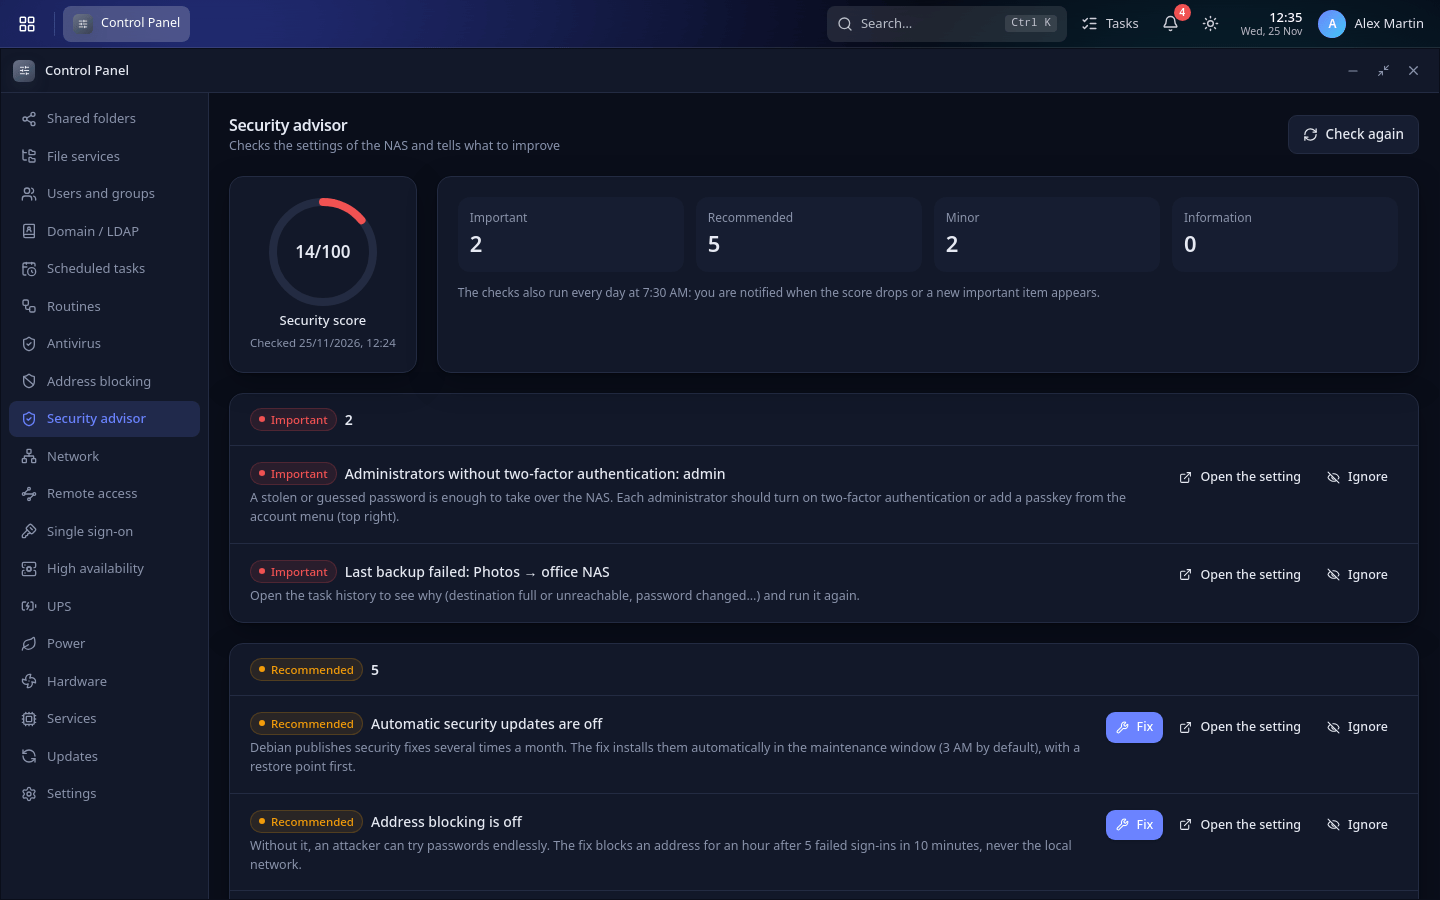 Control Panel
Search...
Ctrl K
Tasks
4
12:35
Wed, 25 Nov
A
Alex Martin
Control Panel
Shared folders
File services
Users and groups
Domain / LDAP
Scheduled tasks
Routines
Antivirus
Address blocking
Security advisor
Network
Remote access
Single sign-on
High availability
UPS
Power
Hardware
Services
Updates
Settings
Security advisor
Checks the settings of the NAS and tells what to improve
Check again
14/100
Security score
Checked 25/11/2026, 12:24
Important
2
Recommended
5
Minor
2
Information
0
The checks also run every day at 7:30 AM: you are notified when the score drops or a new important item appears.
Important 2
Important Administrators without two-factor authentication: admin
A stolen or guessed password is enough to take over the NAS. Each administrator should turn on two-factor authentication or add a passkey from the
account menu (top right).
Open the setting
Ignore
Important Last backup failed: Photos → office NAS
Open the task history to see why (destination full or unreachable, password changed...) and run it again.
Open the setting
Ignore
Recommended 5
Recommended Automatic security updates are off
Debian publishes security fixes several times a month. The fix installs them automatically in the maintenance window (3 AM by default), with a
restore point first.
Fix
Open the setting
Ignore
Recommended Address blocking is off
Without it, an attacker can try passwords endlessly. The fix blocks an address for an hour after 5 failed sign-ins in 10 minutes, never the local
network.
Fix
Open the setting
Ignore